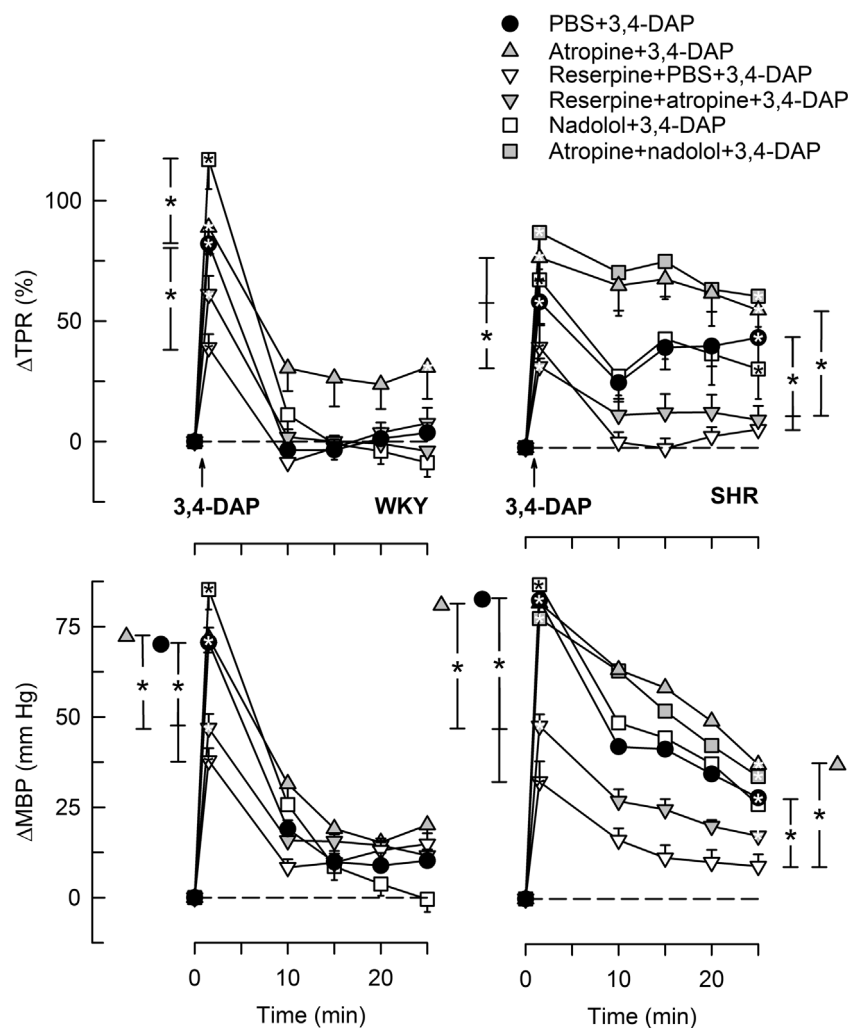 PBS+3,4-DAP
Atropine+3,4-DAP
Reserpine+PBS+3,4-DAP
Reserpine+atropine+3,4-DAP
Nadolol+3,4-DAP
Atropine+nadolol+3,4-DAP
ΔTPR (%)
100
50
0
*
*
*
*
*
3,4-DAP
WKY
3,4-DAP
SHR
ΔMBP (mm Hg)
75
50
25
0
*
*
*
*
*
*
0
10
20
0
10
20
Time (min)
Time (min)